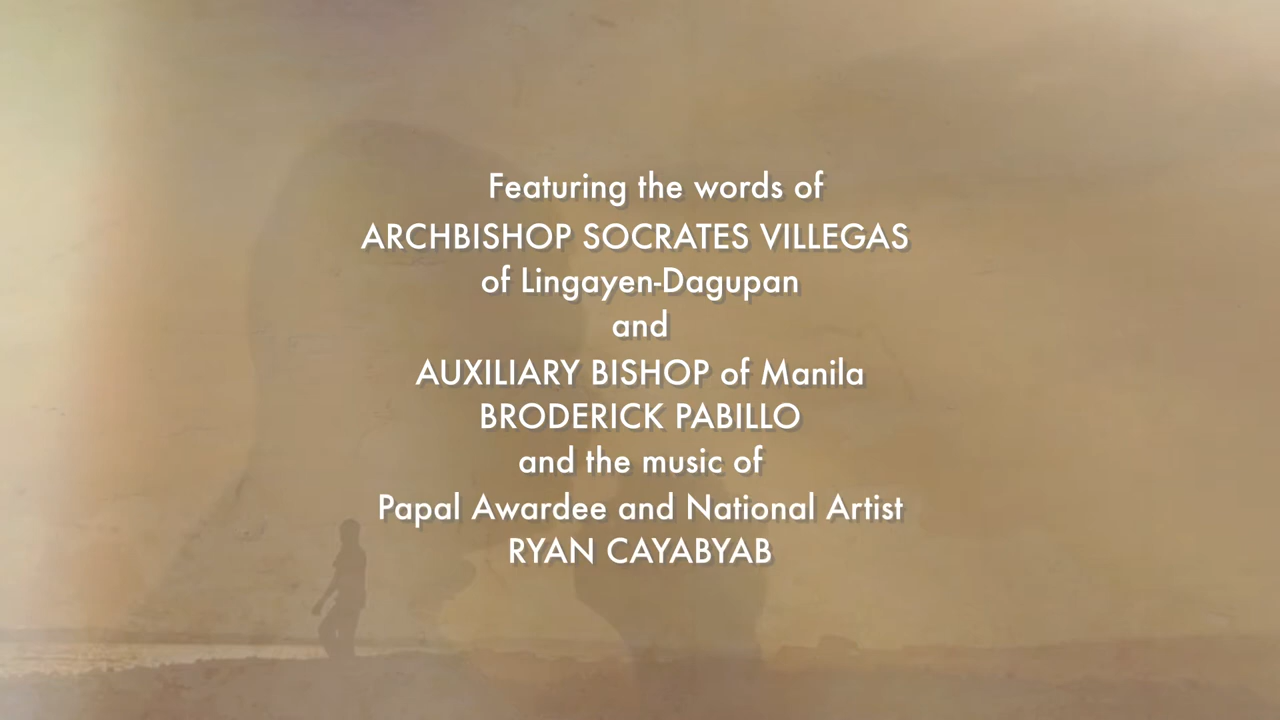 Featuring the words of
ARCHBISHOP SOCRATES VILLEGAS
of Lingayen-Dagupan
and
AUXILIARY BISHOP of Manila
BRODERICK PABILLO
and the music of
Papal Awardee and National Artist
RYAN CAYABYAB